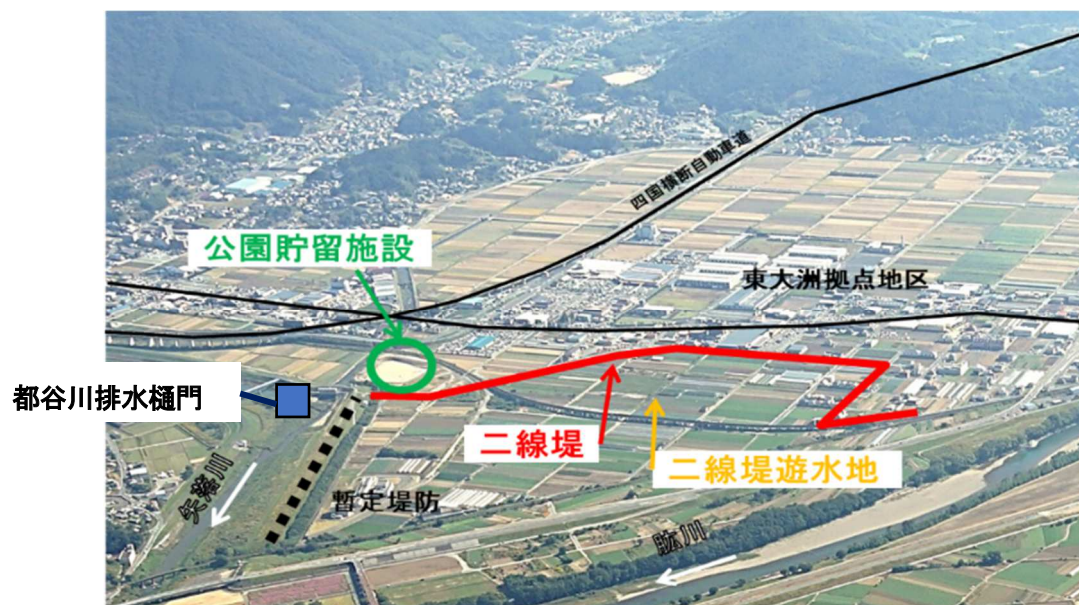 四国横断自動車道
公園貯留施設
東大洲拠点地区
都谷川排水樋門
二線堤
二線堤遊水地
矢落川
暫定堤防
肱川